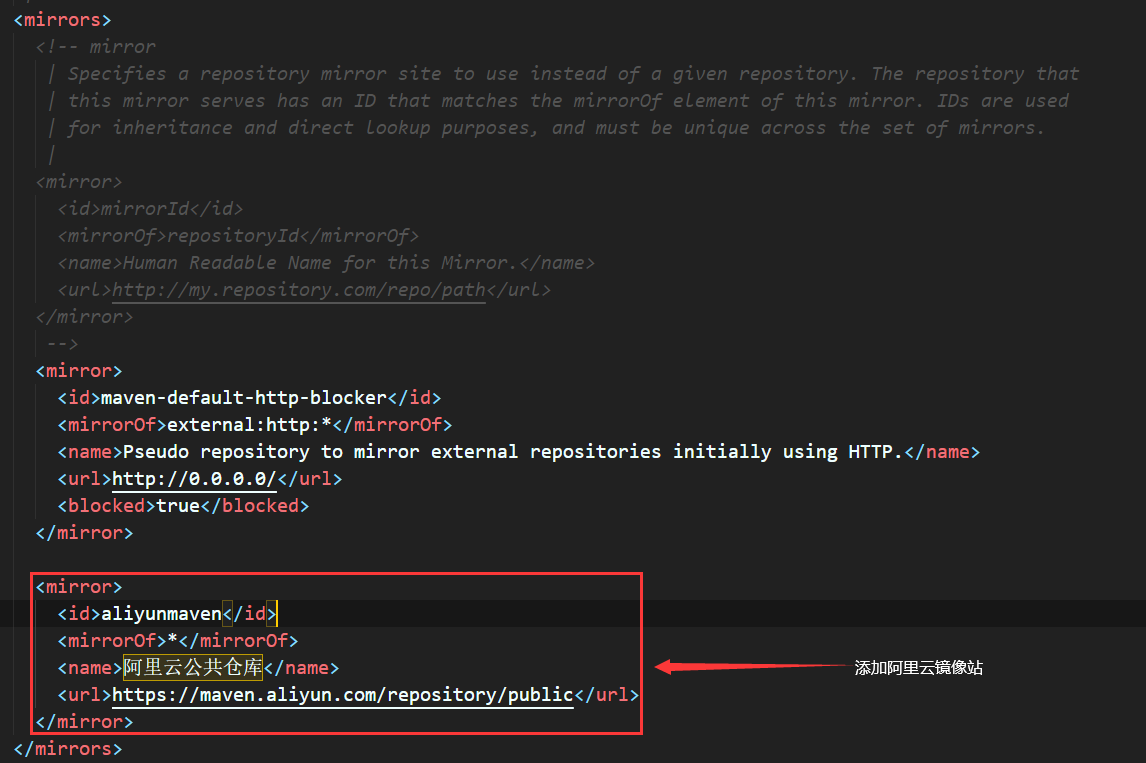 <mirrors>
<!-- mirror
| Specifies a repository mirror site to use instead of a given repository. The repository that
| this mirror serves has an ID that matches the mirrorOf element of this mirror. IDs are used
| for inheritance and direct lookup purposes, and must be unique across the set of mirrors.
|
<mirror>
<id>mirrorId</id>
<mirrorOf>repositoryId</mirrorOf>
<name>Human Readable Name for this Mirror.</name>
<url>http://my.repository.com/repo/path</url>
</mirror>
-->
<mirror>
<id>maven-default-http-blocker</id>
<mirrorOf>external:http:*</mirrorOf>
<name>Pseudo repository to mirror external repositories initially using HTTP.</name>
<url>http://0.0.0.0/</url>
<blocked>true</blocked>
</mirror>
<mirror>
<id>aliyunmaven</id>
<mirrorOf>*</mirrorOf>
<name>阿里云公共仓库</name>
添加阿里云镜像站
<url>https://maven.aliyun.com/repository/public</url>
</mirror>
</mirrors>